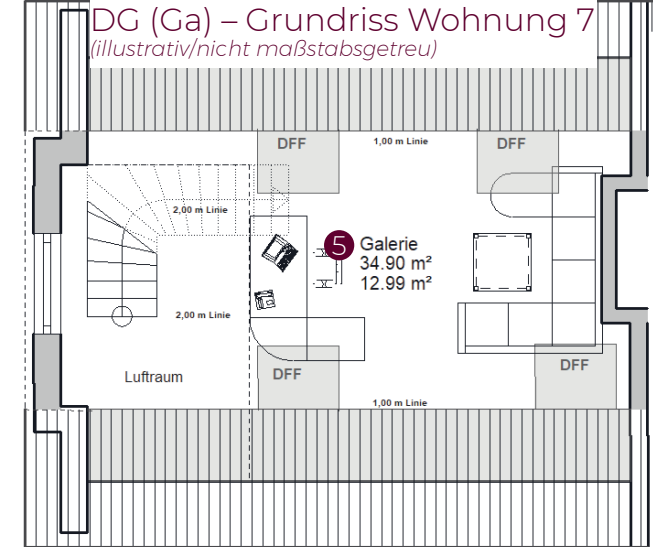 DG (Ga) – Grundriss Wohnung 7
(illustrativ/nicht maßstabsgetreu)
DFF
1,00 m Linie
DFF
2,00 m Linie
5
Galerie
34.90 m²
12.99 m²
2,00 m Linie
Luftraum
DFF
DFF
1,00 m Linie